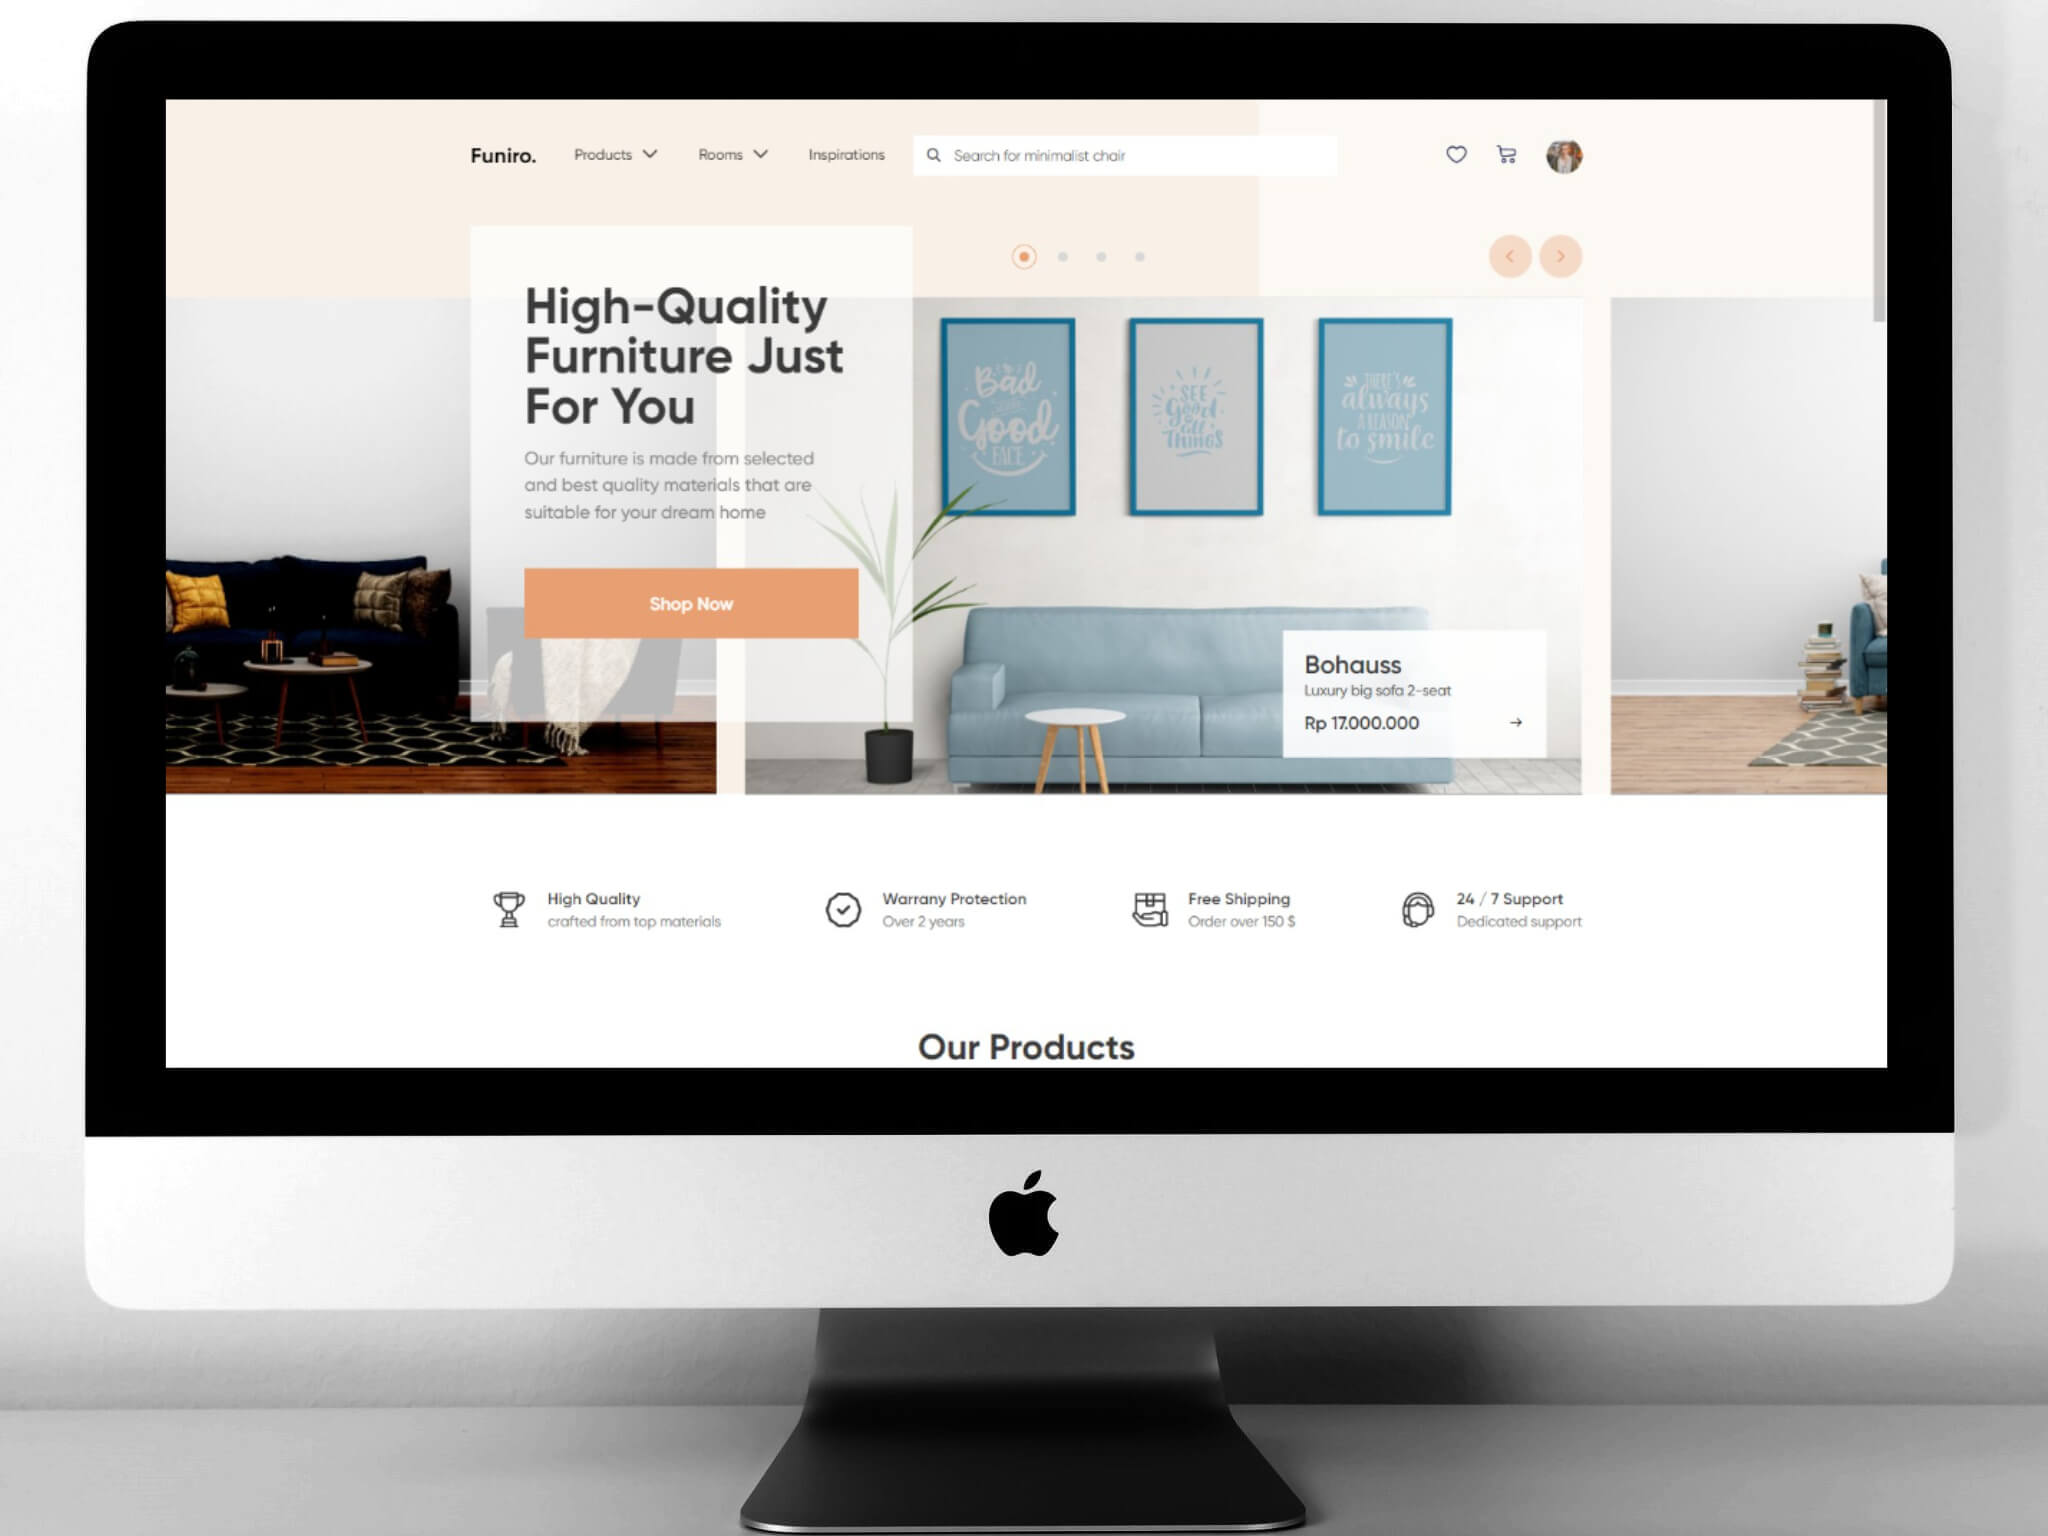 Funiro.
Products
Rooms
Inspirations
Search for minimalist chair
High-Quality
Furniture Just
For You
Our furniture is made from selected
and best quality materials that are
suitable for your dream home
Shop Now
Bad
Good
FACE
SEE
Good
all
THINGS
THERE'S
always
A REASON
to smile
Bohauss
Luxury big sofa 2-seat
Rp 17.000.000
High Quality
crafted from top materials
Warrany Protection
Over 2 years
Free Shipping
Order over 150 $
24 / 7 Support
Dedicated support
Our Products